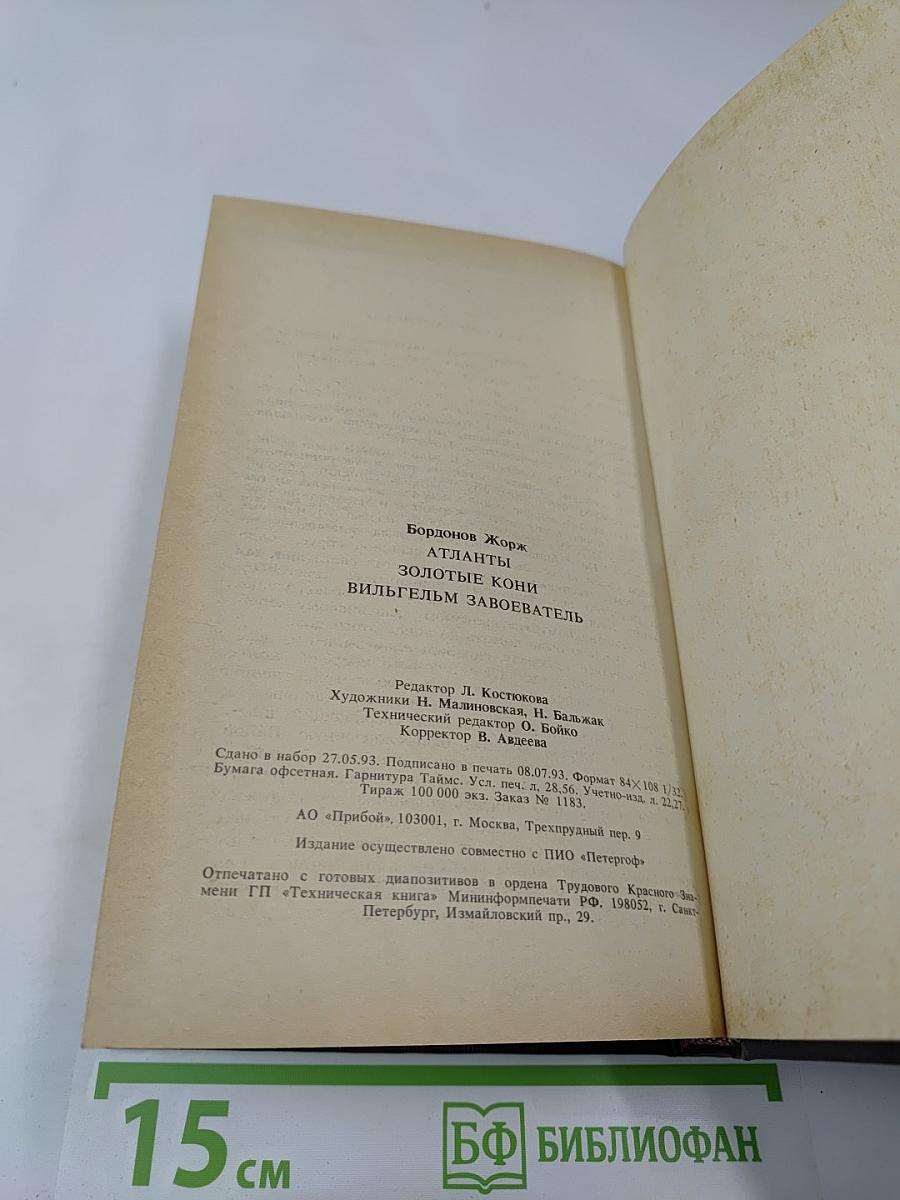 Бордонов Жорж
АТЛАНТЫ
ЗОЛОТЫЕ КОНИ
ВИЛЬГЕЛЬМ ЗАВОЕВАТЕЛЬ
Редактор Л. Костюкова
Художники Н. Малиновская, Н. Бальжак
Технический редактор О. Бойко
Корректор В. Авдеева
Сдано в набор 27.05.93. Подписано в печать 08.07.93. Формат 84×108 1/32.
Бумага офсетная. Гарнитура Таймс. Усл. печ. л. 28,56. Учетно-изд. л. 22,27.
Тираж 100 000 экз. Заказ № 1183.
АО «Прибой», 103001, г. Москва, Трехпрудный пер. 9
Издание осуществлено совместно с ПИО «Петергоф»
Отпечатано с готовых диапозитивов в ордена Трудового Красного Зна-
мени ГП «Техническая книга» Мининформпечати РФ. 198052, г. Санкт-
Петербург, Измайловский пр., 29.
15 см
БФ БИБЛИОФАН